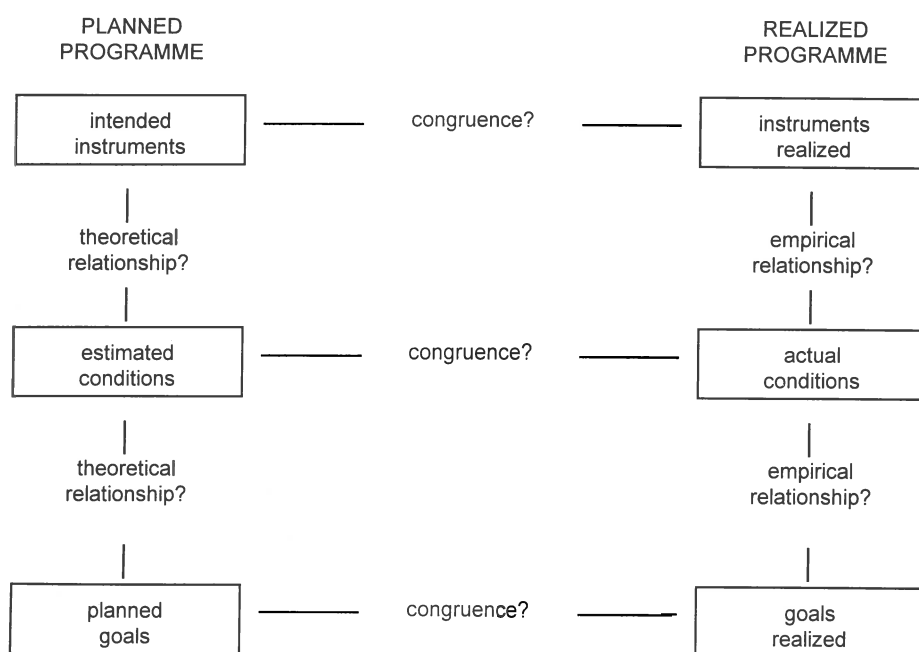 PLANNED
PROGRAMME
REALIZED
PROGRAMME
intended
instruments
congruence?
instruments
realized
theoretical
relationship?
empirical
relationship?
estimated
conditions
congruence?
actual
conditions
theoretical
relationship?
empirical
relationship?
planned
goals
congruence?
goals
realized